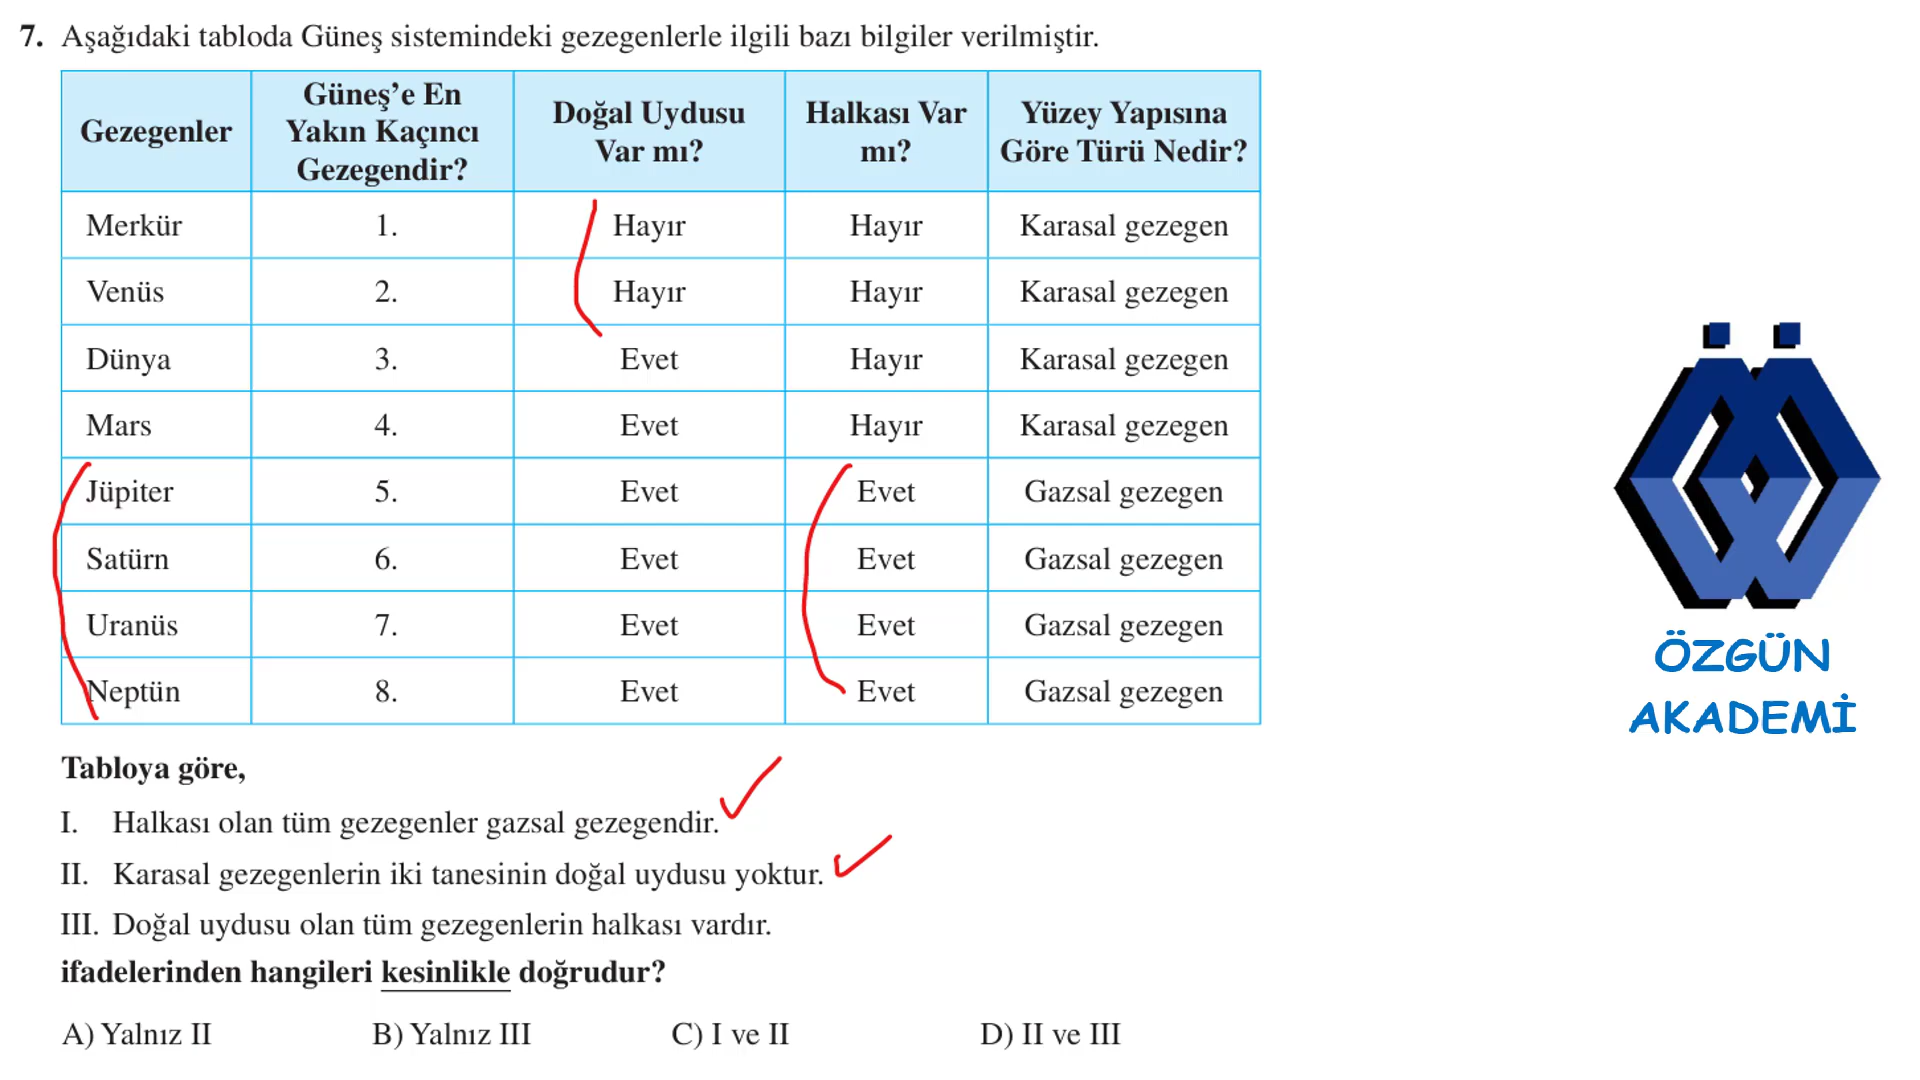 7. Aşağıdaki tabloda Güneş sistemindeki gezegenlerle ilgili bazı bilgiler verilmiştir.
Gezegenler Güneş’e En Yakın Kaçıncı Gezegendir? Doğal Uydusu Var mı? Halkası Var mı? Yüzey Yapısına Göre Türü Nedir?
Merkür 1. Hayır Hayır Karasal gezegen
Venüs 2. Hayır Hayır Karasal gezegen
Dünya 3. Evet Hayır Karasal gezegen
Mars 4. Evet Hayır Karasal gezegen
Jüpiter 5. Evet Evet Gazsal gezegen
Satürn 6. Evet Evet Gazsal gezegen
Uranüs 7. Evet Evet Gazsal gezegen
Neptün 8. Evet Evet Gazsal gezegen
Tabloya göre,
I. Halkası olan tüm gezegenler gazsal gezegendir.
II. Karasal gezegenlerin iki tanesinin doğal uydusu yoktur.
III. Doğal uydusu olan tüm gezegenlerin halkası vardır.
ifadelerinden hangileri kesinlikle doğrudur?
A) Yalnız II B) Yalnız III C) I ve II D) II ve III
ÖZGÜN
AKADEMİ